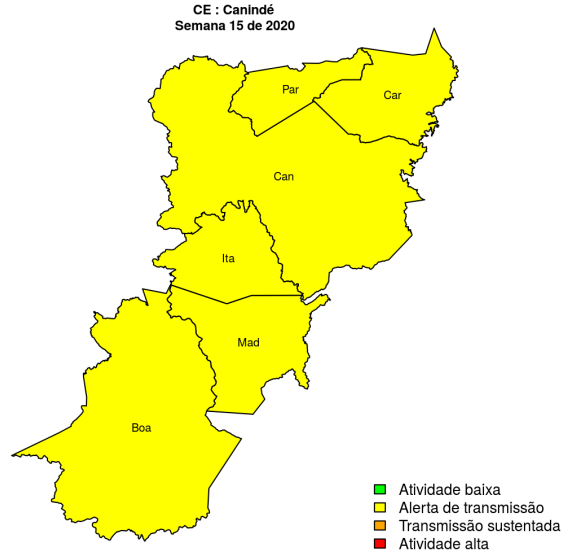 CE : Canindé
Semana 15 de 2020
Par
Car
Can
Ita
Mad
Boa
Atividade baixa
Alerta de transmissão
Transmissão sustentada
Atividade alta